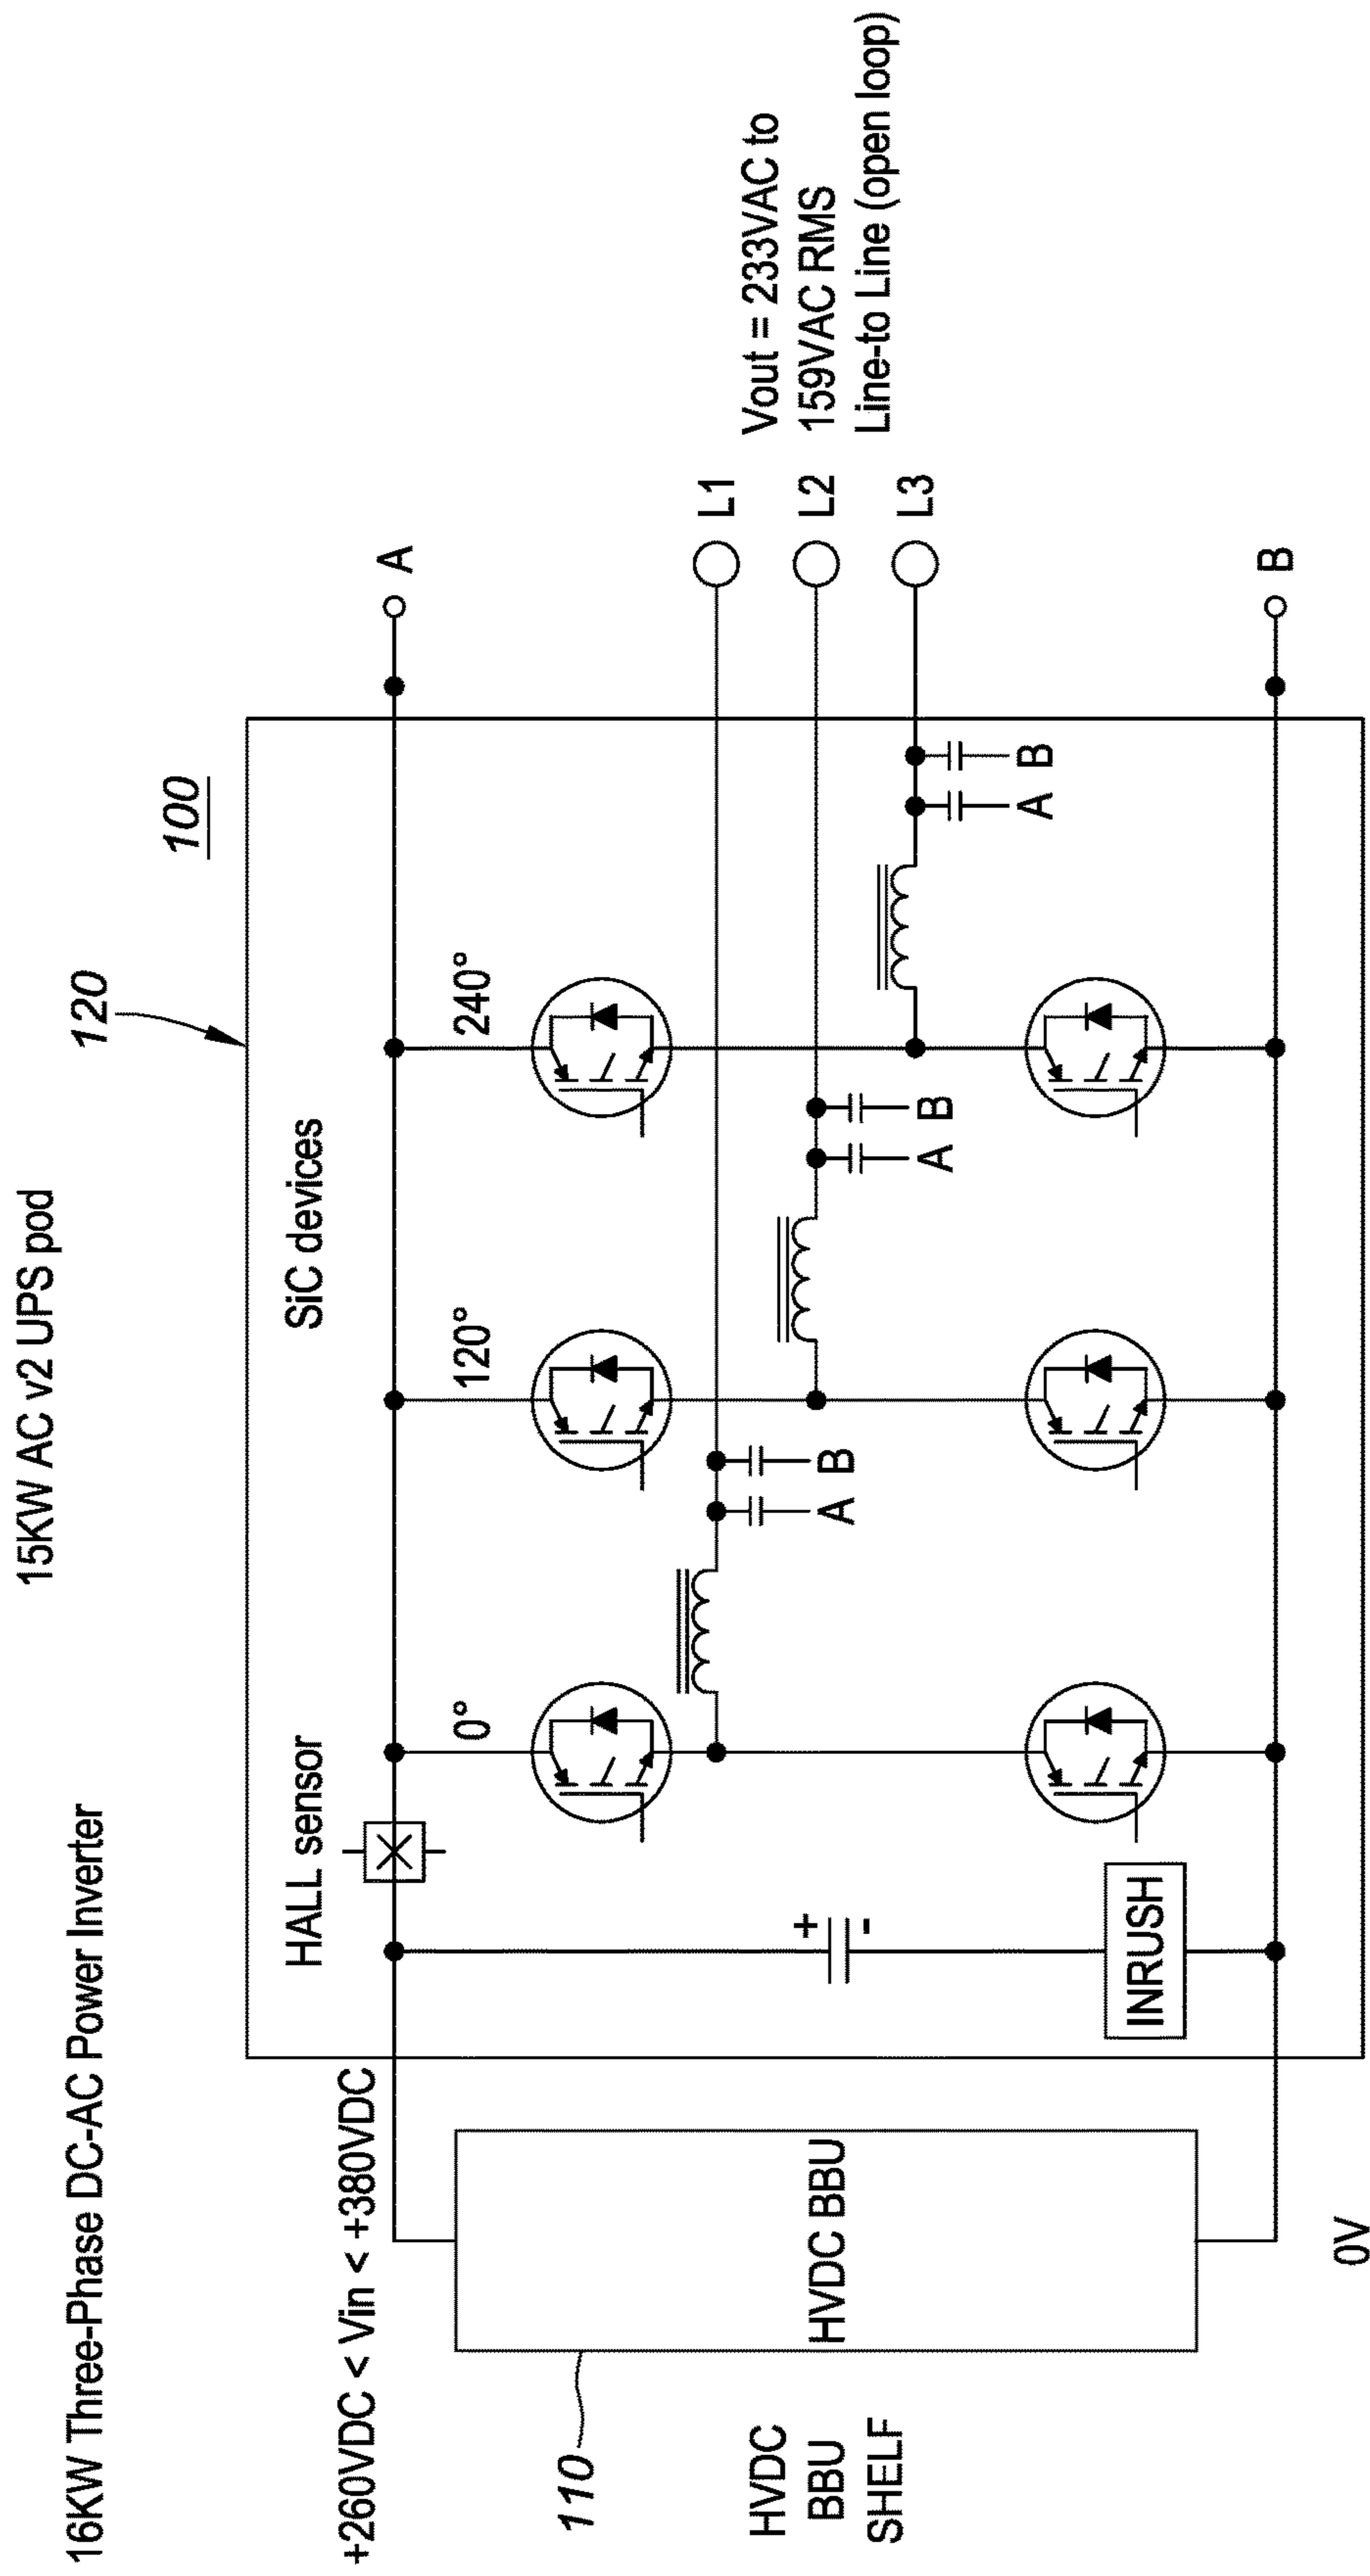 15KW AC v2 UPS pod
16KW Three-Phase DC-AC Power Inverter
120
100
+260VDC < Vin < +380VDC
HALL sensor
SiC devices
0°
120°
240°
A
110
HVDC
BBU
SHELF
HVDC BBU
+
-
INRUSH
A
B
A
B
A
B
L1
L2
L3
Vout = 233VAC to
159VAC RMS
Line-to Line (open loop)
B
0V